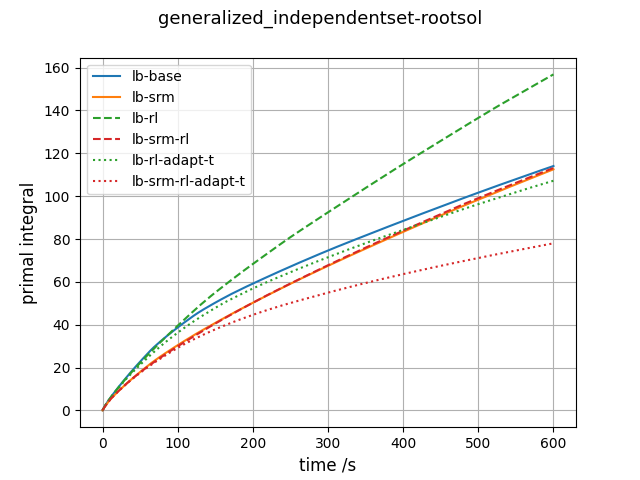 generalized_independentset-rootsol
160
140
120
100
80
60
40
20
0
primal integral
lb-base
lb-srm
lb-rl
lb-srm-rl
lb-rl-adapt-t
lb-srm-rl-adapt-t
0 100 200 300 400 500 600
time /s